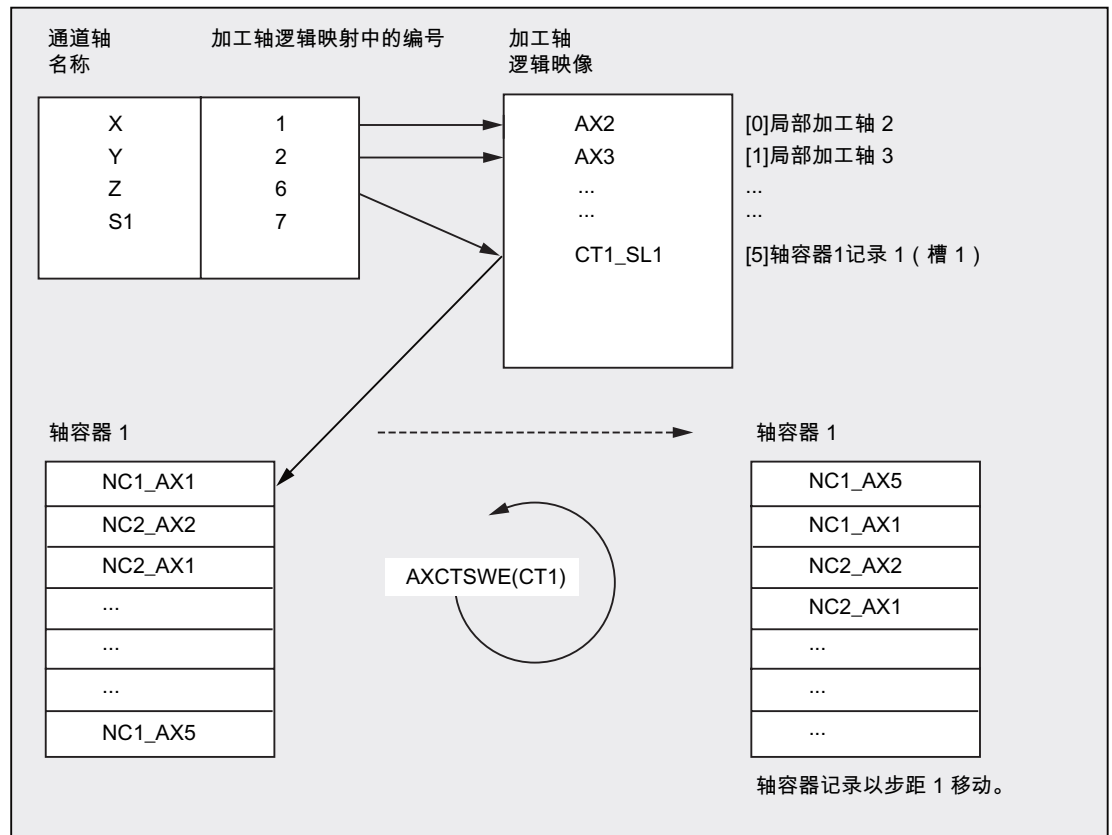 通道轴
名称
加工轴逻辑映射中的编号
加工轴
逻辑映像
X 1
Y 2
Z 6
S1 7
AX2 [0]局部加工轴 2
AX3 [1]局部加工轴 3
... ...
... ...
CT1_SL1 [5]轴容器1记录 1 ( 槽 1 )
轴容器 1
NC1_AX1
NC2_AX2
NC2_AX1
...
...
...
NC1_AX5
AXCTSWE(CT1)
轴容器 1
NC1_AX5
NC1_AX1
NC2_AX2
NC2_AX1
...
...
...
轴容器记录以步距 1 移动。